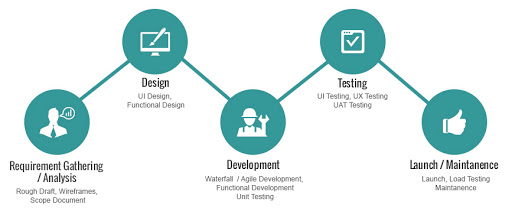 Design
UI Design,
Functional Design
Testing
UI Testing, UX Testing
UAT Testing
Requirement Gathering
/ Analysis
Rough Draft, Wireframes,
Scope Document
Development
Waterfall / Agile Development,
Functional Development
Unit Testing
Launch / Maintanence
Launch, Load Testing
Maintanence